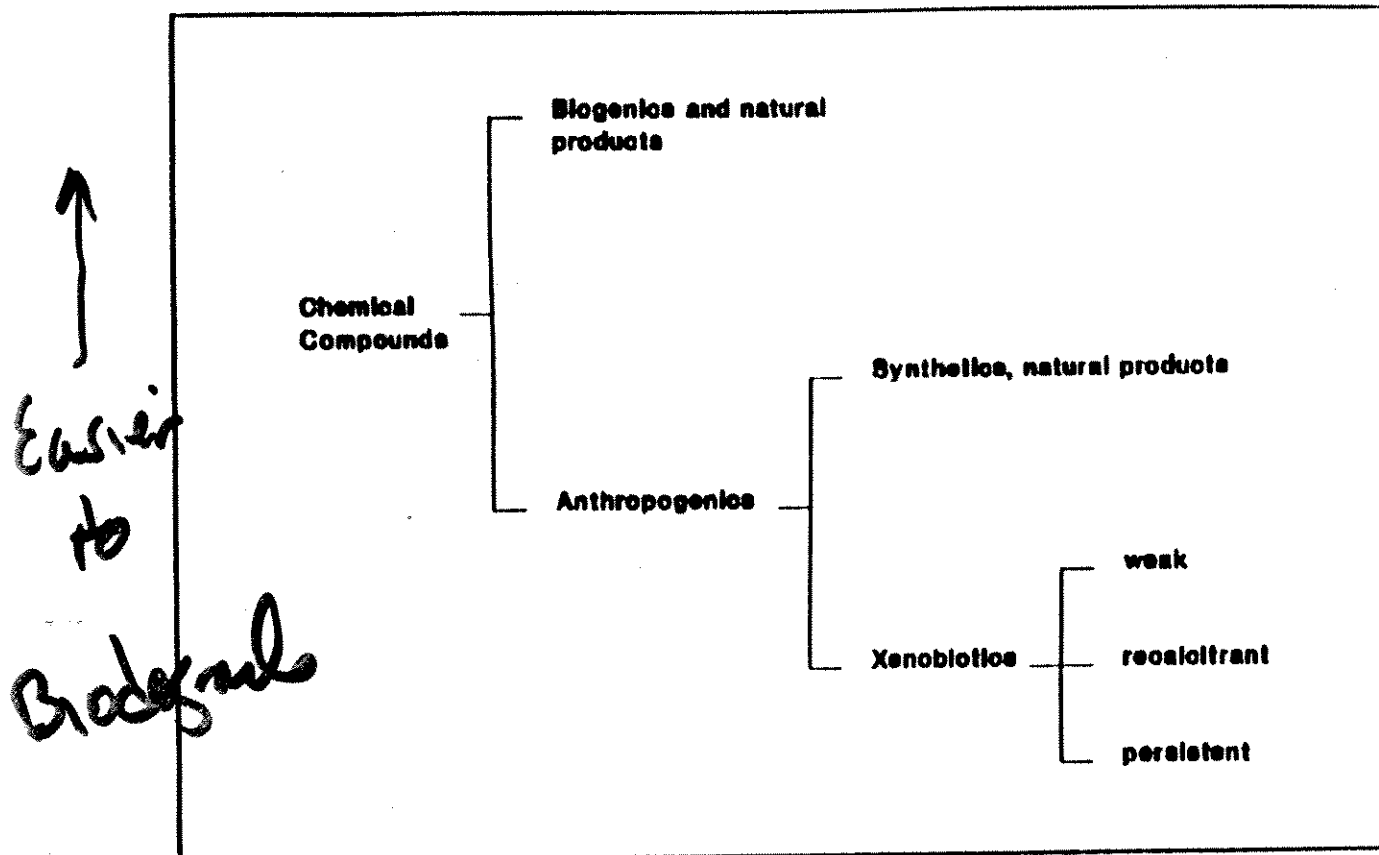 Biogenics and natural
products
Chemical
Compounds
Synthetics, natural products
Easier
to
Biodegrade
Anthropogenics
weak
Xenobiotics
recalcitrant
persistent